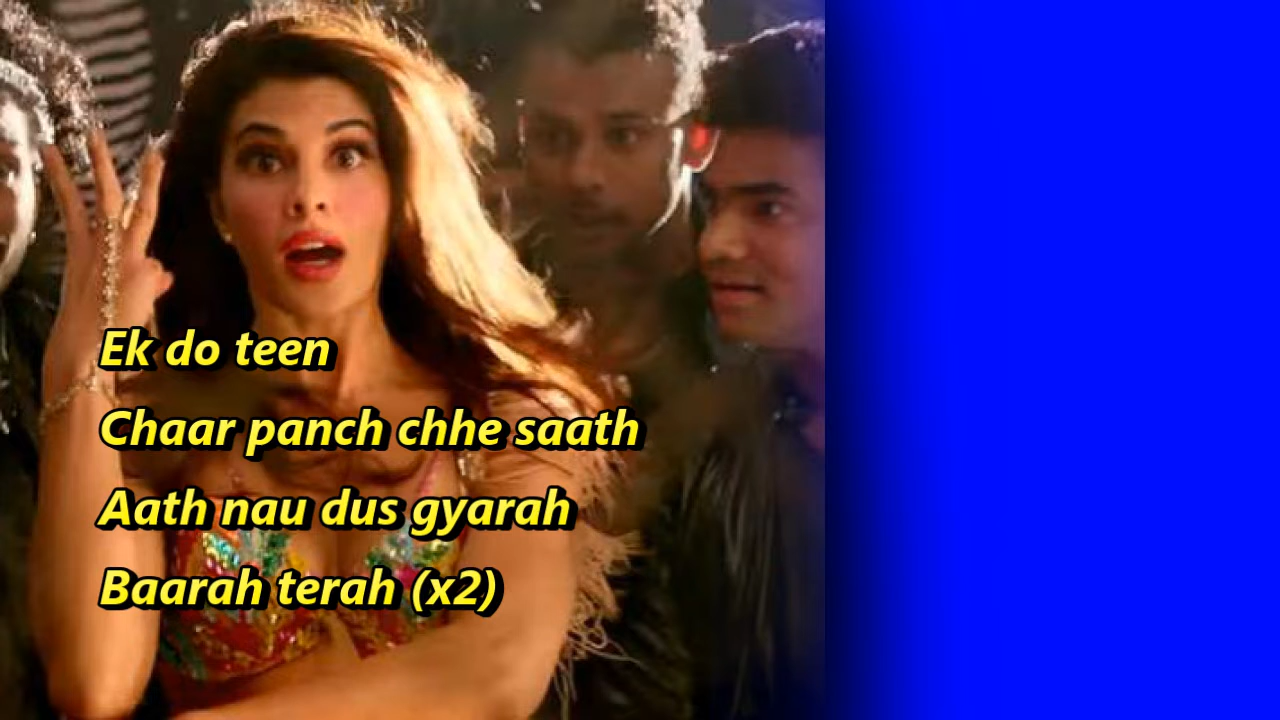 Ek do teen
Chaar panch chhe saath
Aath nau dus gyarah
Baarah terah (x2)